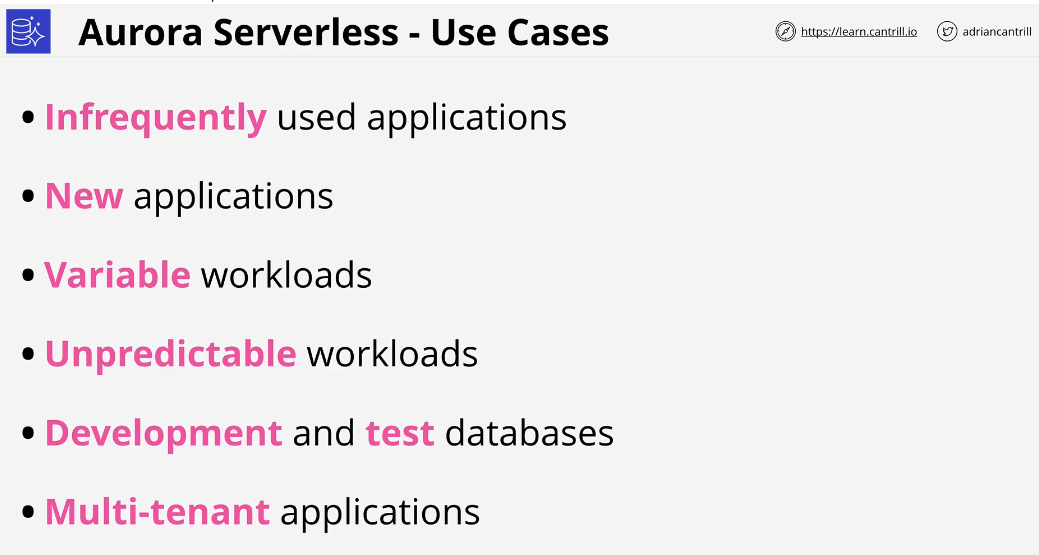 Aurora Serverless - Use Cases
https://learn.cantrill.io
adriancantrill
• Infrequently used applications
• New applications
• Variable workloads
• Unpredictable workloads
• Development and test databases
• Multi-tenant applications